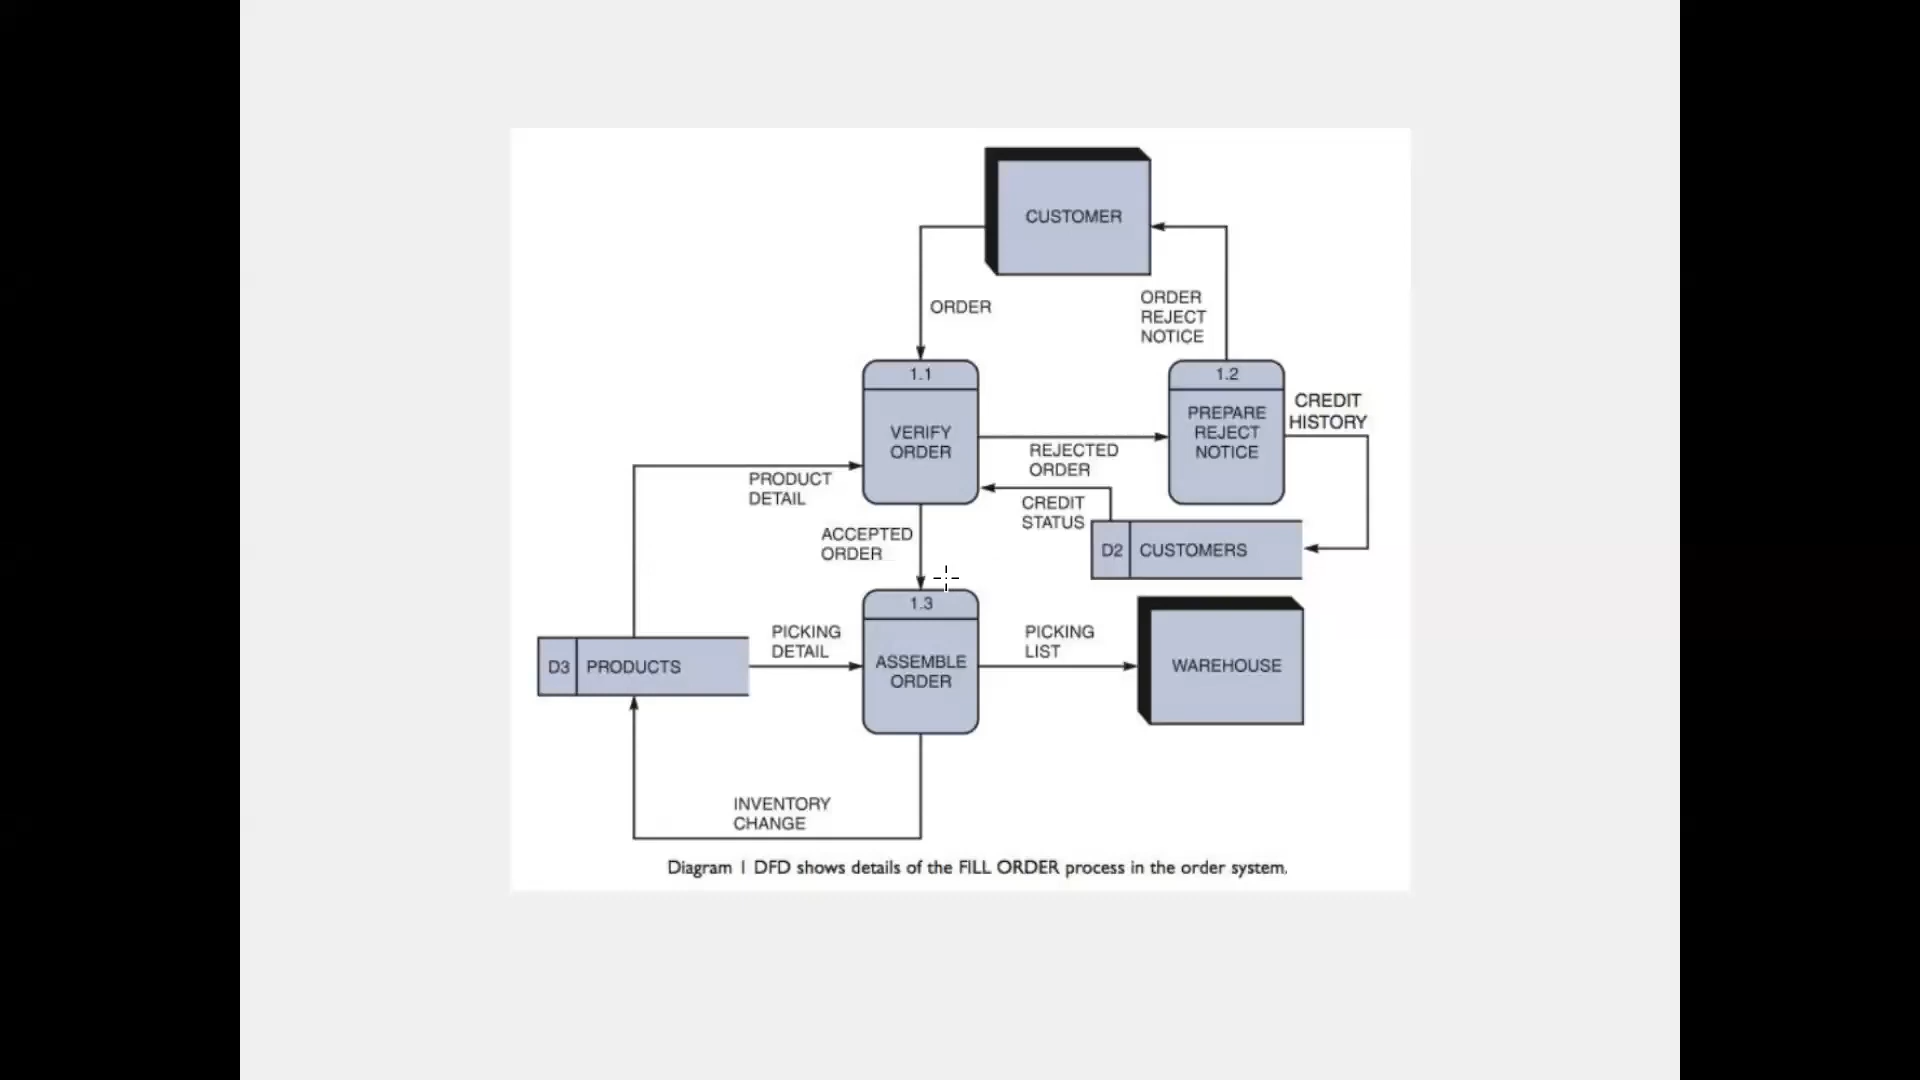 CUSTOMER
ORDER
ORDER
REJECT
NOTICE
1.1
VERIFY
ORDER
1.2
PREPARE
REJECT
NOTICE
CREDIT
HISTORY
REJECTED
ORDER
PRODUCT
DETAIL
CREDIT
STATUS
ACCEPTED
ORDER
D2 CUSTOMERS
1.3
ASSEMBLE
ORDER
PICKING
DETAIL
PICKING
LIST
D3 PRODUCTS
WAREHOUSE
INVENTORY
CHANGE
Diagram 1 DFD shows details of the FILL ORDER process in the order system.